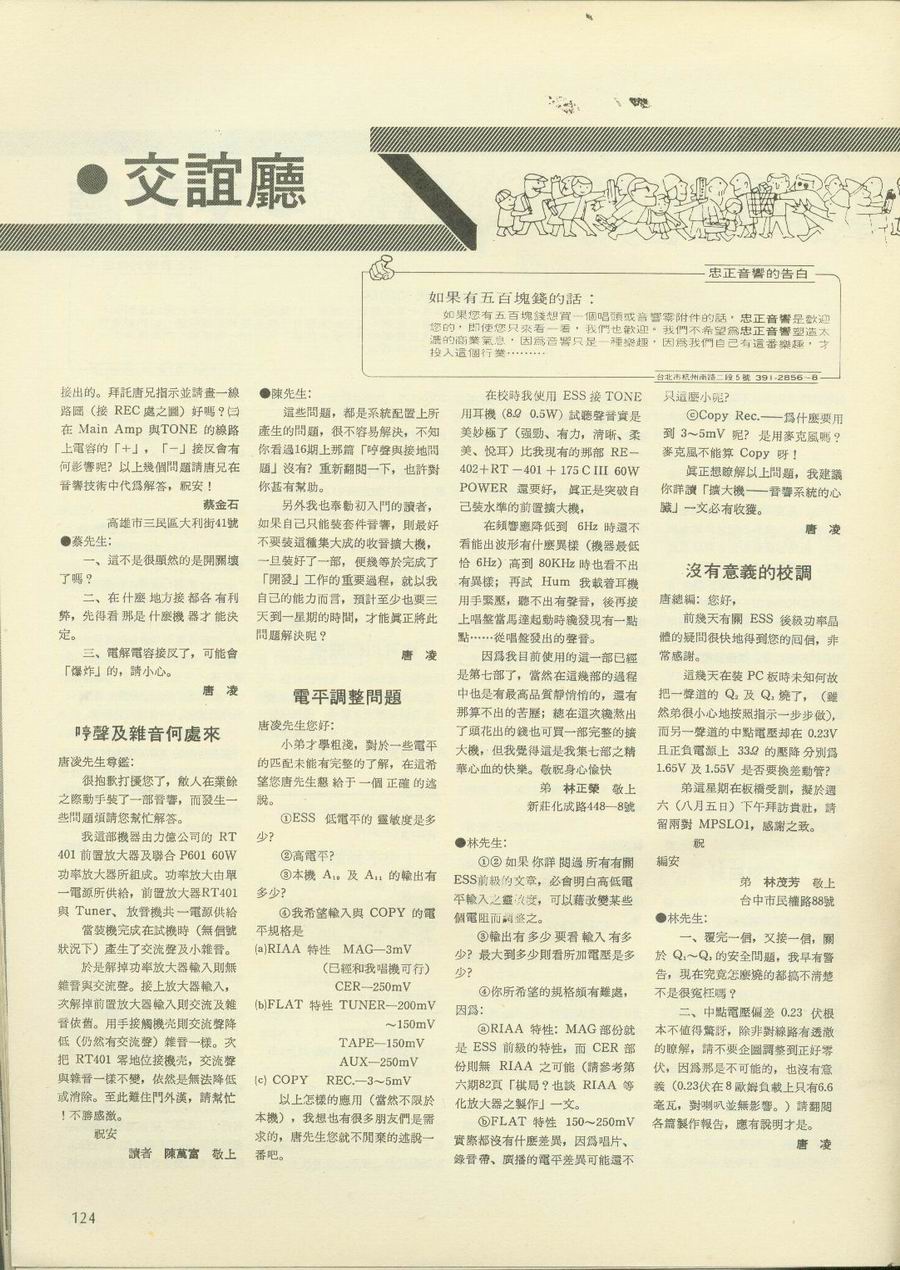 ●交誼廳
忠正音響的告白
如果有五百塊錢的話：
如果您有五百塊錢想買一個唱頭或音響零附件的話，忠正音響是歡迎
您的，即使您只來看一看，我們也歡迎。我們不希望爲忠正音響塑造太
濃的商業氣息，因爲音響只是一種樂趣，因爲我們自己有這番樂趣，才
投入這個行業………
台北市杭州南路二段5號 391-2856~8
接出的。拜託唐兄指示並請畫一線
路圖（接 REC處之圖）好嗎？㈢
在 Main Amp 與TONE 的線路
上電容的「+」，「−」接反會有
何影響呢？以上幾個問題請唐兄在
音響技術中代爲解答，祝安！
蔡金石
高雄市三民區大利街41號
●蔡先生：
一、這不是很顯然的是開關壞
了嗎？
二、在什麼地方接都各有利
弊，先得看那是什麼機器才能決
定。
三、電解電容接反了，可能會
「爆炸」的，請小心。
唐　凌
哼聲及雜音何處來
唐凌先生尊鑑：
很抱歉打擾您了，敝人在業餘
之際動手裝了一部音響，而發生一
些問題煩請您幫忙解答。
我這部機器由力億公司的 RT
401 前置放大器及聯合 P601 60W
功率放大器所組成。功率放大由單
一電源所供給，前置放大器RT401
與 Tuner、放音機共一電源供給
當裝機完成在試機時（無個號
狀況下）產生了交流聲及小雜音。
於是解掉功率放大器輸入則無
雜音與交流聲。接上放大器輸入，
次解掉前置放大器輸入則交流及雜
音依舊。用手接觸機壳則交流聲降
低（仍然有交流聲）雜音一樣。次
把 RT401 零地位接機壳，交流聲
與雜音一樣不變，依然是無法降低
或消除。至此難住門外漢，請幫忙
！不勝感激。
祝安
讀者　陳萬富　敬上
●陳先生：
這些問題，都是系統配置上所
產生的問題，很不容易解決，不知
你看過16期上那篇「哼聲與接地問
題」沒有？重新翻閱一下，也許對
你甚有幫助。
另外我也奉勸初入門的讀者，
如果自己只能裝套件音響，則最好
不要裝這種集大成的收音擴大機，
一旦裝好了一部，便幾等於完成了
「開發」工作的重要過程，就以我
自己的能力而言，預計至少也要三
天到一星期的時間，才能眞正將此
問題解決呢？
唐　凌
電平調整問題
唐凌先生您好：
小弟才學粗淺，對於一些電平
的匹配未能有完整的了解，在這希
望您唐先生懇給于一個正確的述
說。
①ESS 低電平的靈敏度是多
少？
②高電平？
③本機 A₁₀ 及 A₁₁ 的輸出有
多少？
④我希望輸入與 COPY 的電
平規格是
(a)RIAA 特性　MAG—3mV
（已經和我唱機可行）
CER—250mV
(b)FLAT 特性 TUNER—200mV
～150mV
TAPE—150mV
AUX—250mV
(c) COPY　REC.—3～5mV
以上怎樣的應用（當然不限於
本機），我想也有很多朋友們是需
求的，唐先生您就不閒棄的述說一
番吧。
在校時我使用 ESS 接 TONE
用耳機（8Ω 0.5W）試聽聲音實是
美妙極了（强勁、有力，清晰、柔
美、悅耳）比我現有的那部 RE−
402+RT −401 + 175 C III 60W
POWER 還要好， 眞正是突破自
己裝水準的前置擴大機，
在頻響應降低到 6Hz 時還不
看能出波形有什麼異樣（機器最低
恰 6Hz）高到 80KHz 時也看不出
有異樣；再試 Hum 我載着耳機
用手緊壓，聽不出有聲音，後再接
上唱盤當馬達起動時纔發現有一點
點……從唱盤發出的聲音。
因爲我目前使用的這一部已經
是第七部了，當然在這幾部的過程
中也是有最高品質靜悄悄的，還有
那算不出的苦歷；總在這次纔熬出
了頭花出的錢也可買一部完整的擴
大機，但我覺得這是我集七部之精
華心血的快樂。敬祝身心愉快
弟　林正榮　敬上
新莊化成路448—8號
●林先生：
①②如果你詳閱過所有有關
ESS前級的文章，必會明白高低電
平輸入之靈敏度，可以藉改變某些
個電阻而調整之。
③輸出有多少要看輸入有多
少？最大到多少則看所加電壓是多
少？
④你所希望的規格頗有難處，
因爲：
ⓐRIAA 特性：MAG 部份就
是 ESS 前級的特性，而 CER 部
份則無 RIAA 之可能（請參考第
六期82頁「棋局？也談 RIAA 等
化放大器之製作」一文。
ⓑFLAT 特性 150～250mV
實際都沒有什麼差異，因爲唱片、
錄音帶、廣播的電平差異可能還不
只這麼小呢？
ⓒCopy Rec.——爲什麼要用
到 3～5mV 呢？是用麥克風嗎？
麥克風不能算 Copy 呀！
眞正想瞭解以上問題，我建議
你詳讀「擴大機——音響系統的心
臟」一文必有收獲。
唐　凌
沒有意義的校調
唐總編：您好，
前幾天有關 ESS 後級功率晶
體的疑問很快地得到您的囘信，非
常感謝。
這幾天在裝 PC 板時未知何故
把一聲道的 Q₂ 及 Q₃ 燒了，（雖
然弟很小心地按照指示一步步做），
而另一聲道的中點電壓却在 0.23V
且正負電源上 33Ω 的壓降分別爲
1.65V 及 1.55V 是否要換差動管？
弟這星期在板橋受訓，擬於週
六（八月五日）下午拜訪貴社，請
留兩對 MPSLO1，感謝之致。
祝
編安
弟　林茂芳　敬上
台中市民權路88號
●林先生：
一、覆完一個，又接一個，關
於 Q₁～Q₃ 的安全問題，我早有警
告，現在究竟怎麼燒的都搞不清楚
不是很寃枉嗎？
二、中點電壓偏差 0.23 伏根
本不値得驚訝，除非對線路有透澈
的瞭解，請不要企圖調整到正好零
伏，因爲那是不可能的，也沒有意
義（0.23伏在8歐姆負載上只有6.6
毫瓦，對喇叭並無影響。）請翻閱
各篇製作報告，應有說明才是。
唐　凌
124